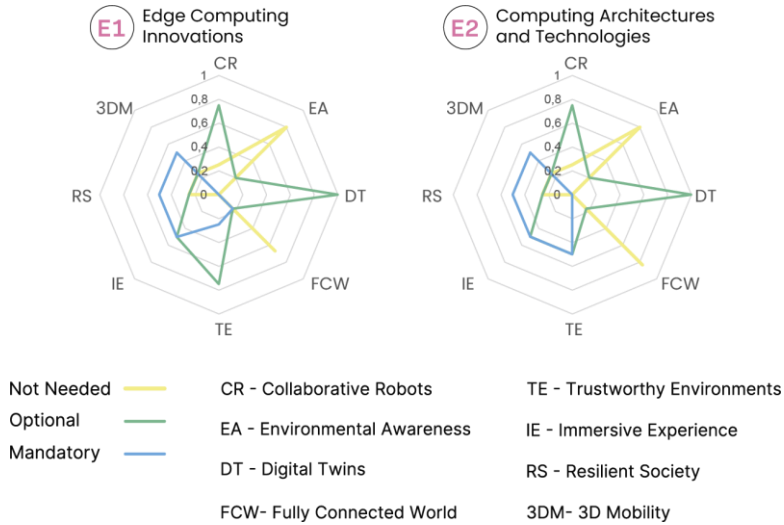 E1 Edge Computing
Innovations
E2 Computing Architectures
and Technologies
CR
1
0,8
0,6
0,4
0,2
0
EA
DT
FCW
TE
IE
RS
3DM
CR
1
0,8
0,6
0,4
0,2
0
EA
DT
FCW
TE
IE
RS
3DM
Not Needed
Optional
Mandatory
CR - Collaborative Robots
EA - Environmental Awareness
DT - Digital Twins
FCW- Fully Connected World
TE - Trustworthy Environments
IE - Immersive Experience
RS - Resilient Society
3DM- 3D Mobility